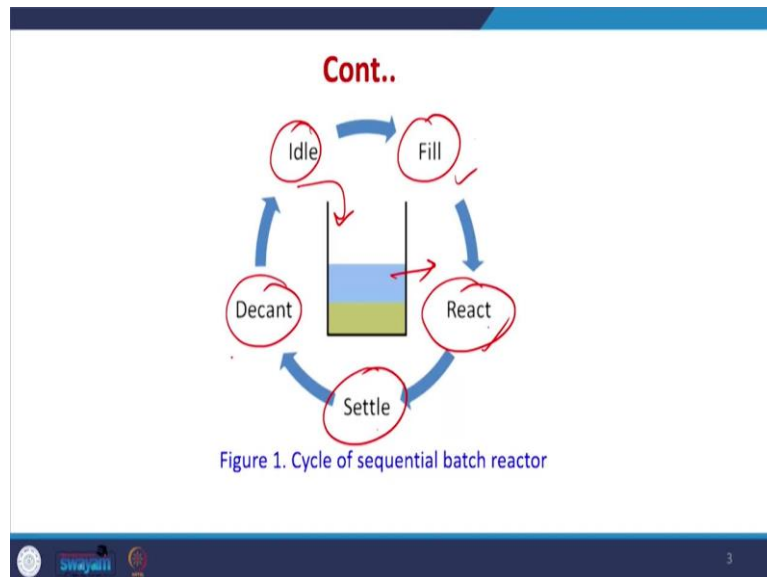 Cont..
Idle
Fill
Decant
React
Settle
Figure 1. Cycle of sequential batch reactor
swayam
3